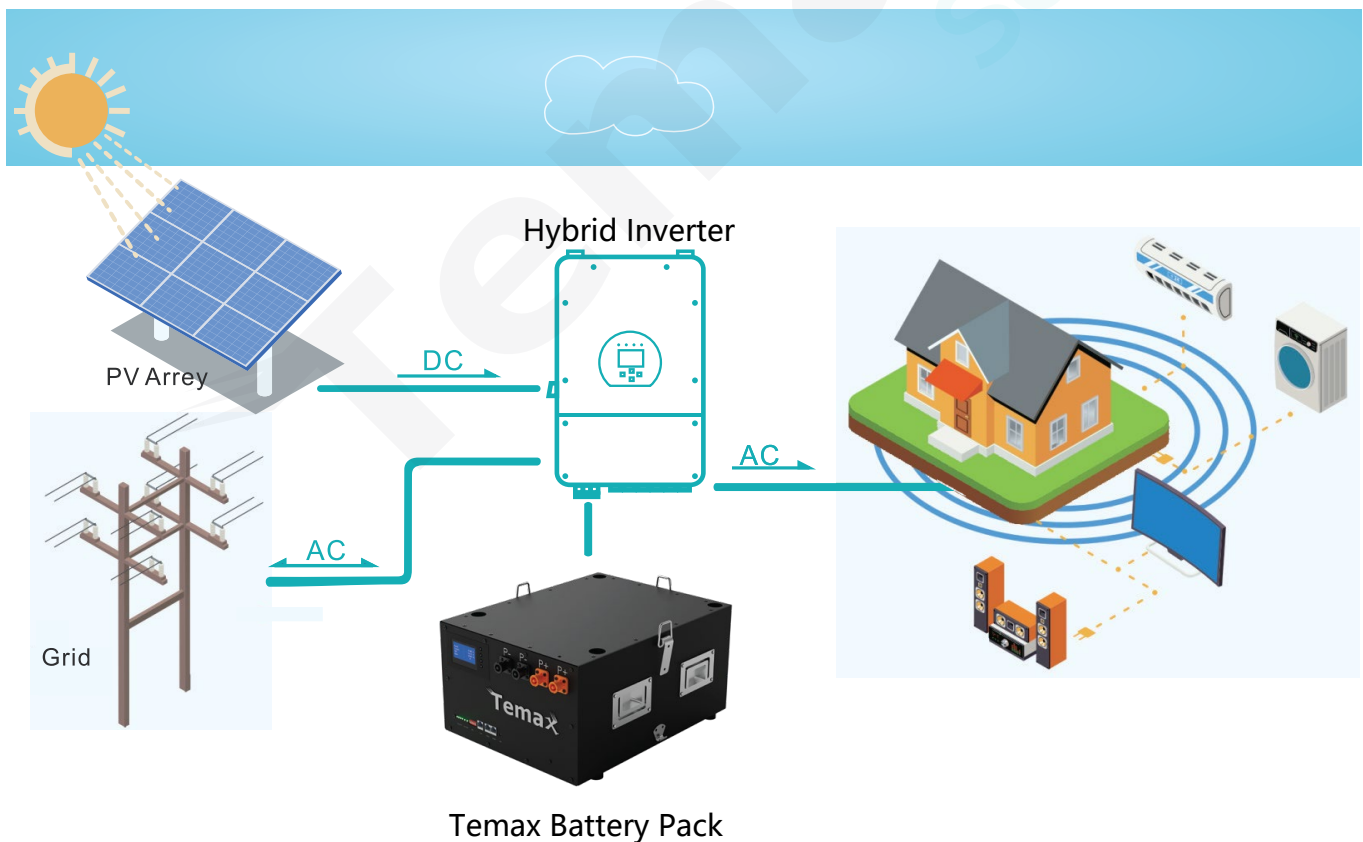 Hybrid Inverter
PV Arrey
DC
AC
AC
Grid
P- P- P+ P+
Temax
Temax Battery Pack